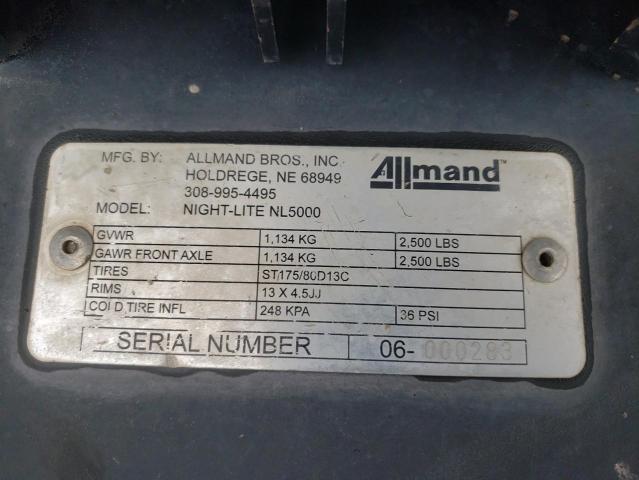 MFG. BY: ALLMAND BROS., INC.
HOLDREGE, NE 68949
308-995-4495
Allmand™
MODEL: NIGHT-LITE NL5000
GVWR 1,134 KG 2,500 LBS
GAWR FRONT AXLE 1,134 KG 2,500 LBS
TIRES ST175/80D13C
RIMS 13 X 4.5JJ
COLD TIRE INFL 248 KPA 36 PSI
SERIAL NUMBER 06-000283